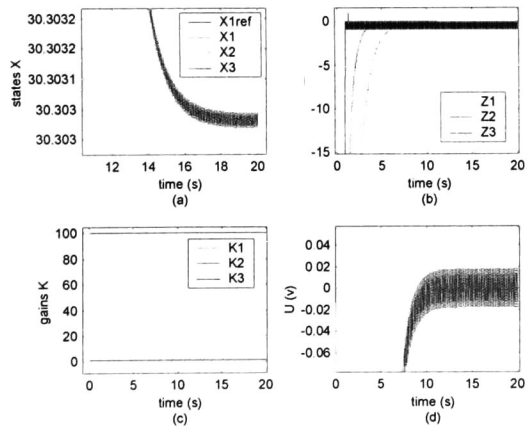 30.3032
30.3032
30.3031
30.3031
30.303
states X
X1ref
X1
X2
X3
12
14
16
18
20
time (s)
(a)
0
-5
-10
-15
Z1
Z2
Z3
0
5
10
15
20
time (s)
(b)
100
80
60
40
20
0
gains K
K1
K2
K3
0
5
10
15
20
time (s)
(c)
0 04
0 02
0
-0.02
-0.04
-0.06
U (v)
0
5
10
15
20
time (s)
(d)